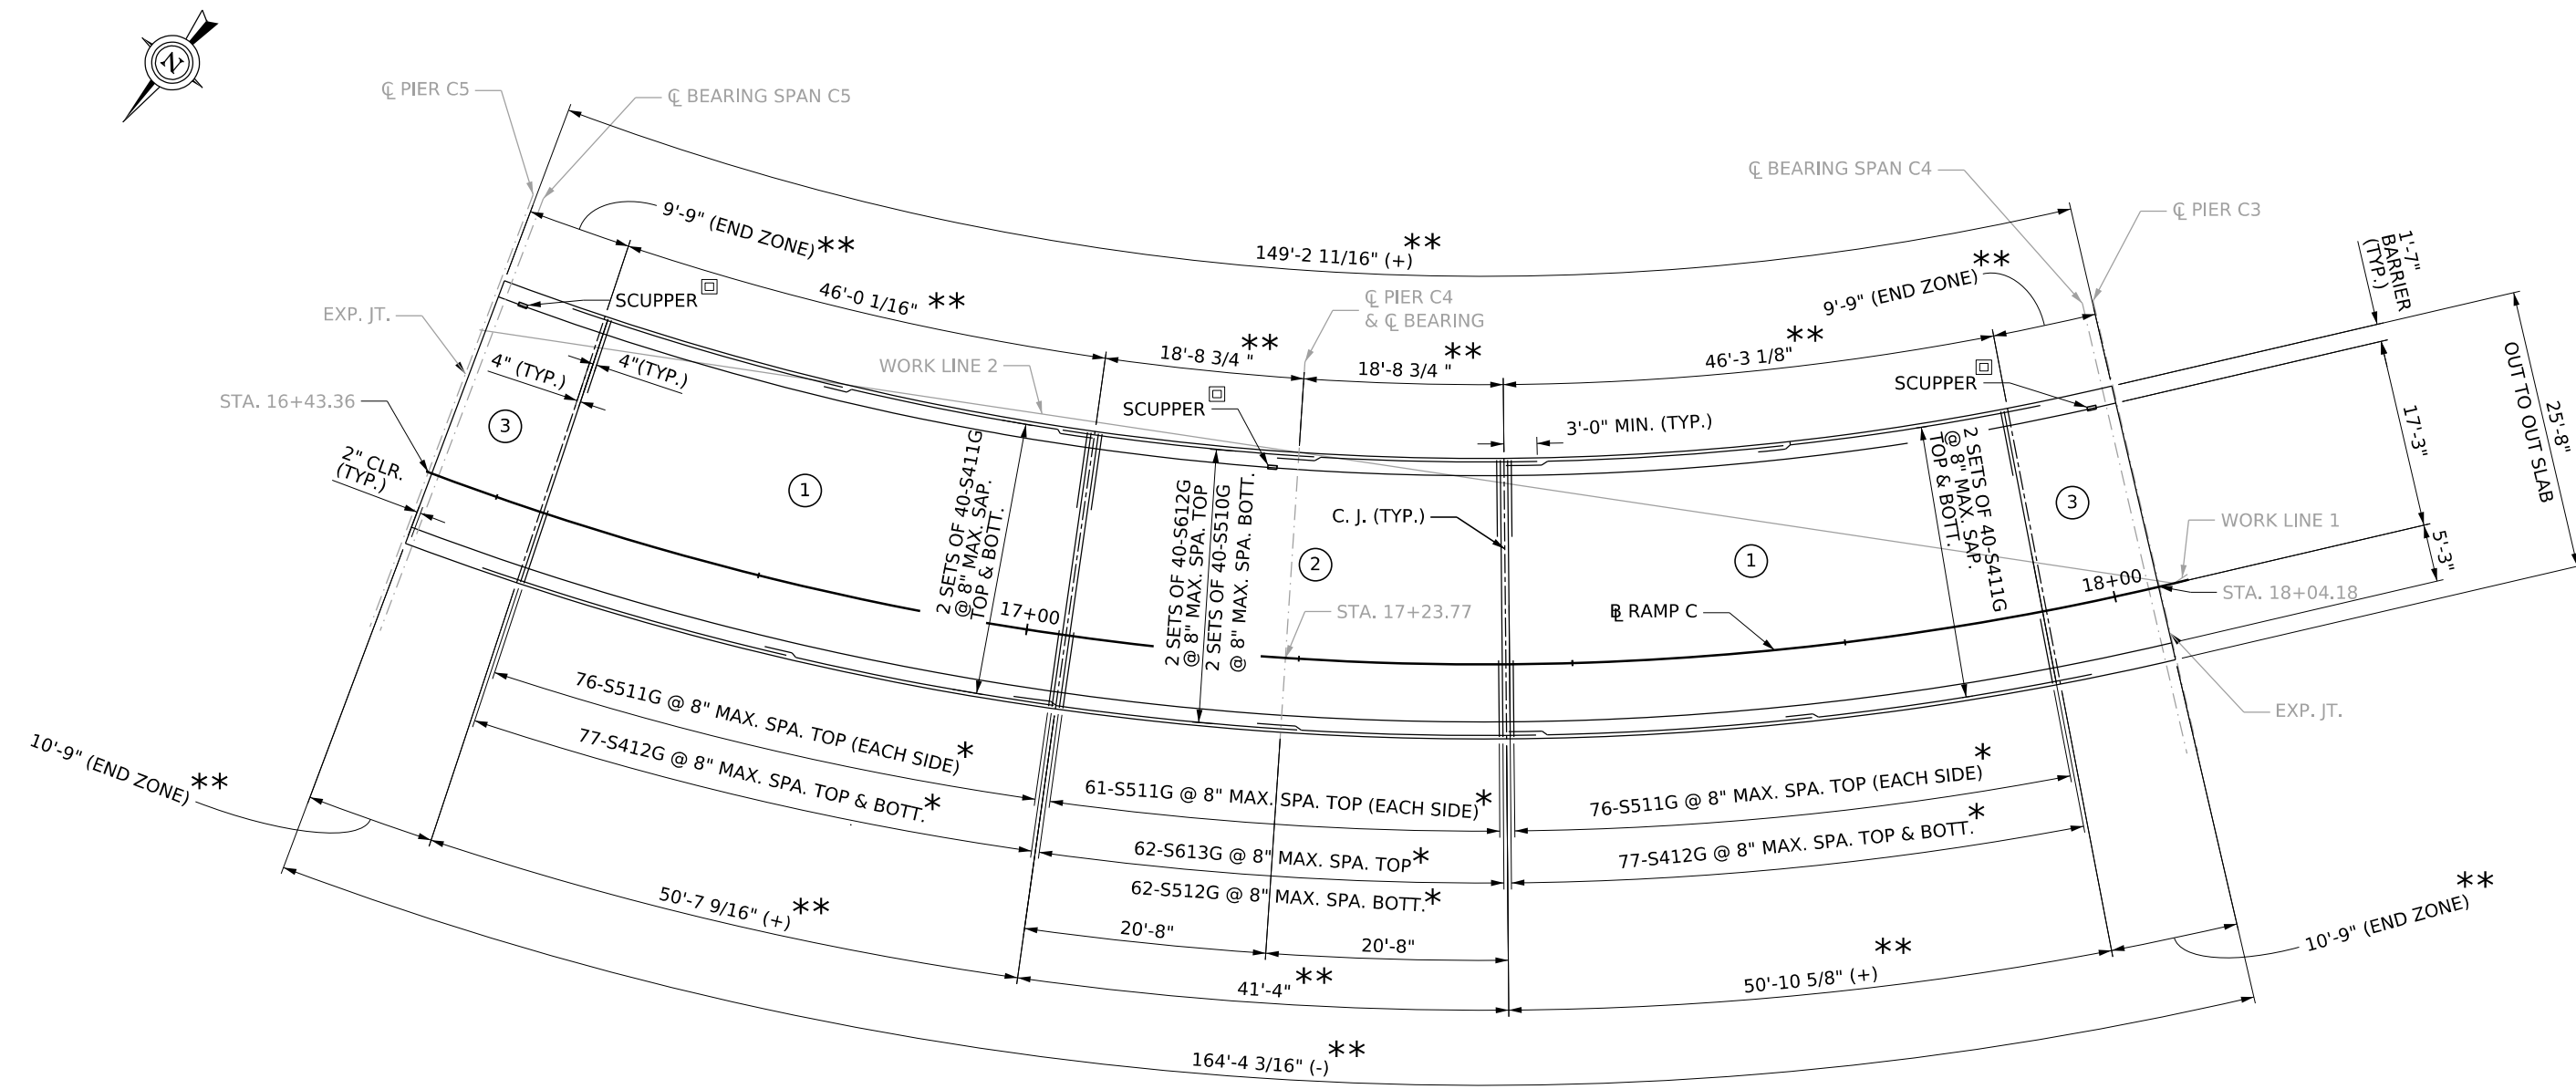 N
℄ PIER C5
℄ BEARING SPAN C5
149'-2 11/16" (+)**
℄ BEARING SPAN C4
℄ PIER C3
9'-9" (END ZONE)**
46'-0 1/16" **
18'-8 3/4 "**
℄ PIER C4
& ℄ BEARING
18'-8 3/4 "**
46'-3 1/8"**
9'-9" (END ZONE)**
1'-7"
BARRIER
(TYP.)
EXP. JT.
SCUPPER
4" (TYP.)
4"(TYP.)
WORK LINE 2
SCUPPER
SCUPPER
3'-0" MIN. (TYP.)
17'-3"
25'-8"
OUT TO OUT SLAB
5'-3"
STA. 16+43.36
2" CLR.
(TYP.)
3
1
2 SETS OF 40-S411G
@ 8" MAX. SAP.
TOP & BOTT.
2 SETS OF 40-S612G
@ 8" MAX. SPA. TOP
2 SETS OF 40-S510G
@ 8" MAX. SPA. BOTT.
2
C. J. (TYP.)
1
2 SETS OF 40-S411G
@ 8" MAX. SAP.
TOP & BOTT.
3
WORK LINE 1
17+00
STA. 17+23.77
B̲L RAMP C
18+00
STA. 18+04.18
EXP. JT.
76-S511G @ 8" MAX. SPA. TOP (EACH SIDE)*
77-S412G @ 8" MAX. SPA. TOP & BOTT.*
61-S511G @ 8" MAX. SPA. TOP (EACH SIDE)*
62-S613G @ 8" MAX. SPA. TOP*
62-S512G @ 8" MAX. SPA. BOTT.*
76-S511G @ 8" MAX. SPA. TOP (EACH SIDE)*
77-S412G @ 8" MAX. SPA. TOP & BOTT.*
10'-9" (END ZONE)**
50'-7 9/16" (+)**
20'-8"
20'-8"
41'-4"**
50'-10 5/8" (+)**
10'-9" (END ZONE)**
164'-4 3/16" (-)**